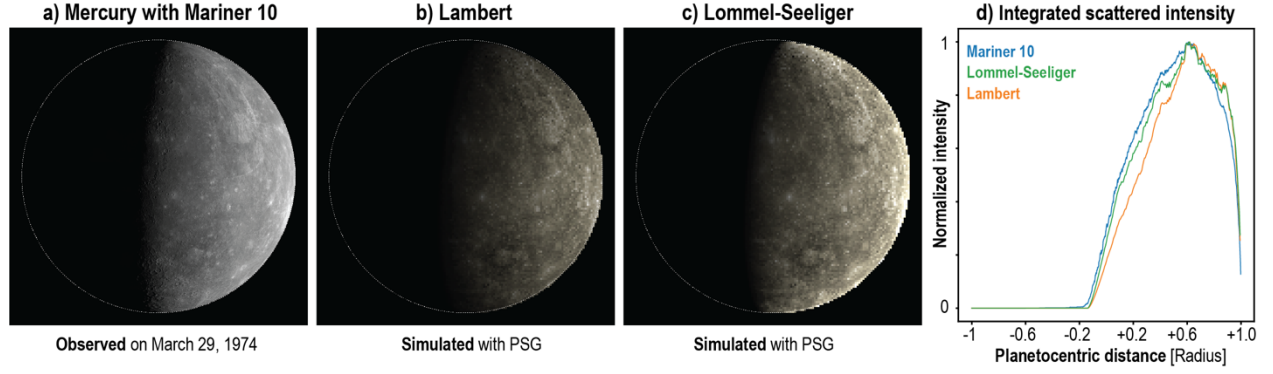 a) Mercury with Mariner 10
b) Lambert
c) Lommel-Seeliger
d) Integrated scattered intensity
Observed on March 29, 1974
Simulated with PSG
Simulated with PSG
Mariner 10
Lommel-Seeliger
Lambert
Normalized intensity
1
0
-1 -0.6 -0.2 +0.2 +0.6 +1.0
Planetocentric distance [Radius]